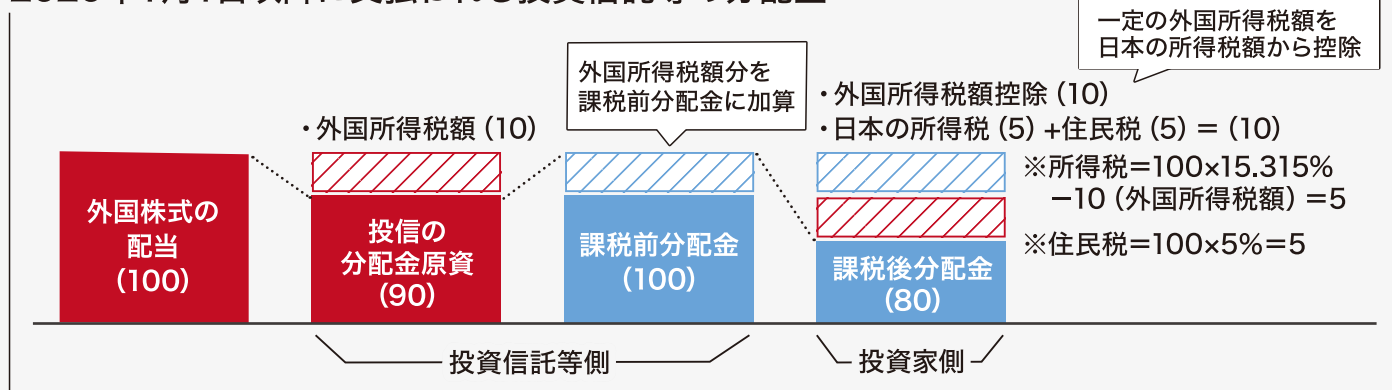 一定の外国所得税額を
日本の所得税額から控除
外国所得税額分を
課税前分配金に加算
・外国所得税額（10）
・外国所得税額控除（10）
・日本の所得税（5）+住民税（5）＝（10）
※所得税＝100×15.315%
−10（外国所得税額）＝5
※住民税＝100×5%＝5
外国株式の
配当
（100）
投信の
分配金原資
（90）
課税前分配金
（100）
課税後分配金
（80）
投資信託等側
投資家側